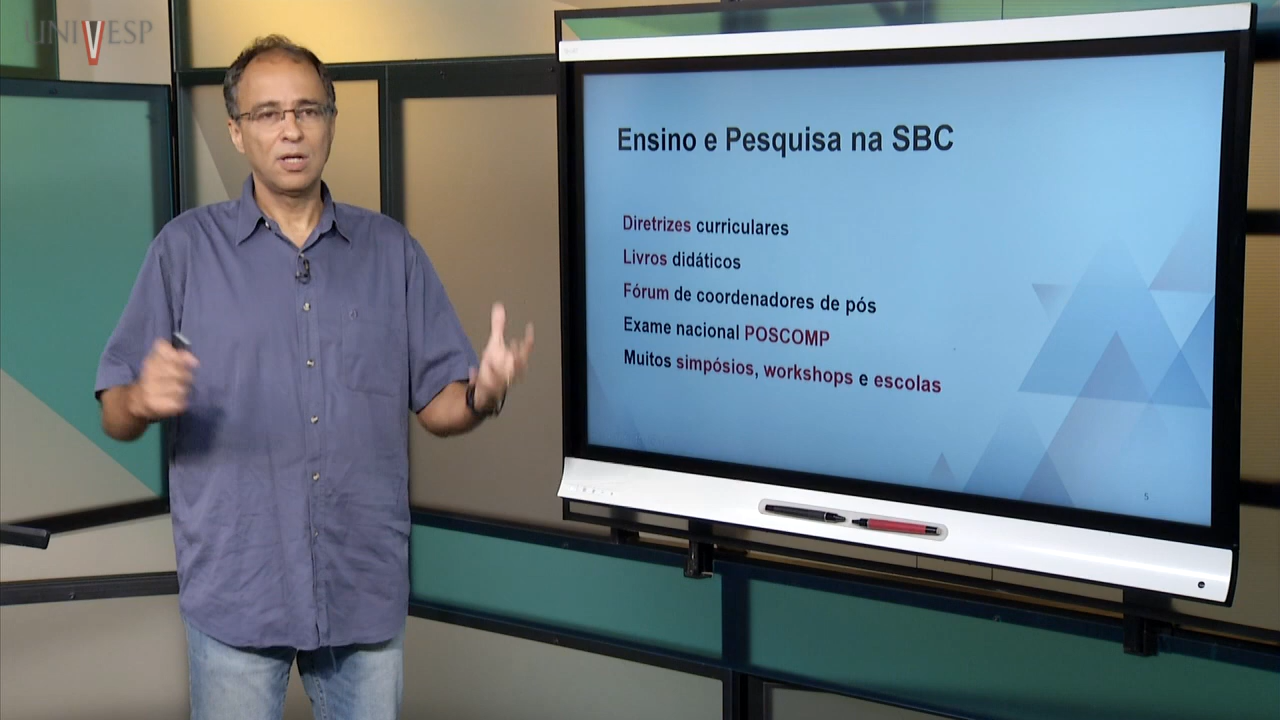 UNIVESP
Ensino e Pesquisa na SBC
Diretrizes curriculares
Livros didáticos
Fórum de coordenadores de pós
Exame nacional POSCOMP
Muitos simpósios, workshops e escolas
5